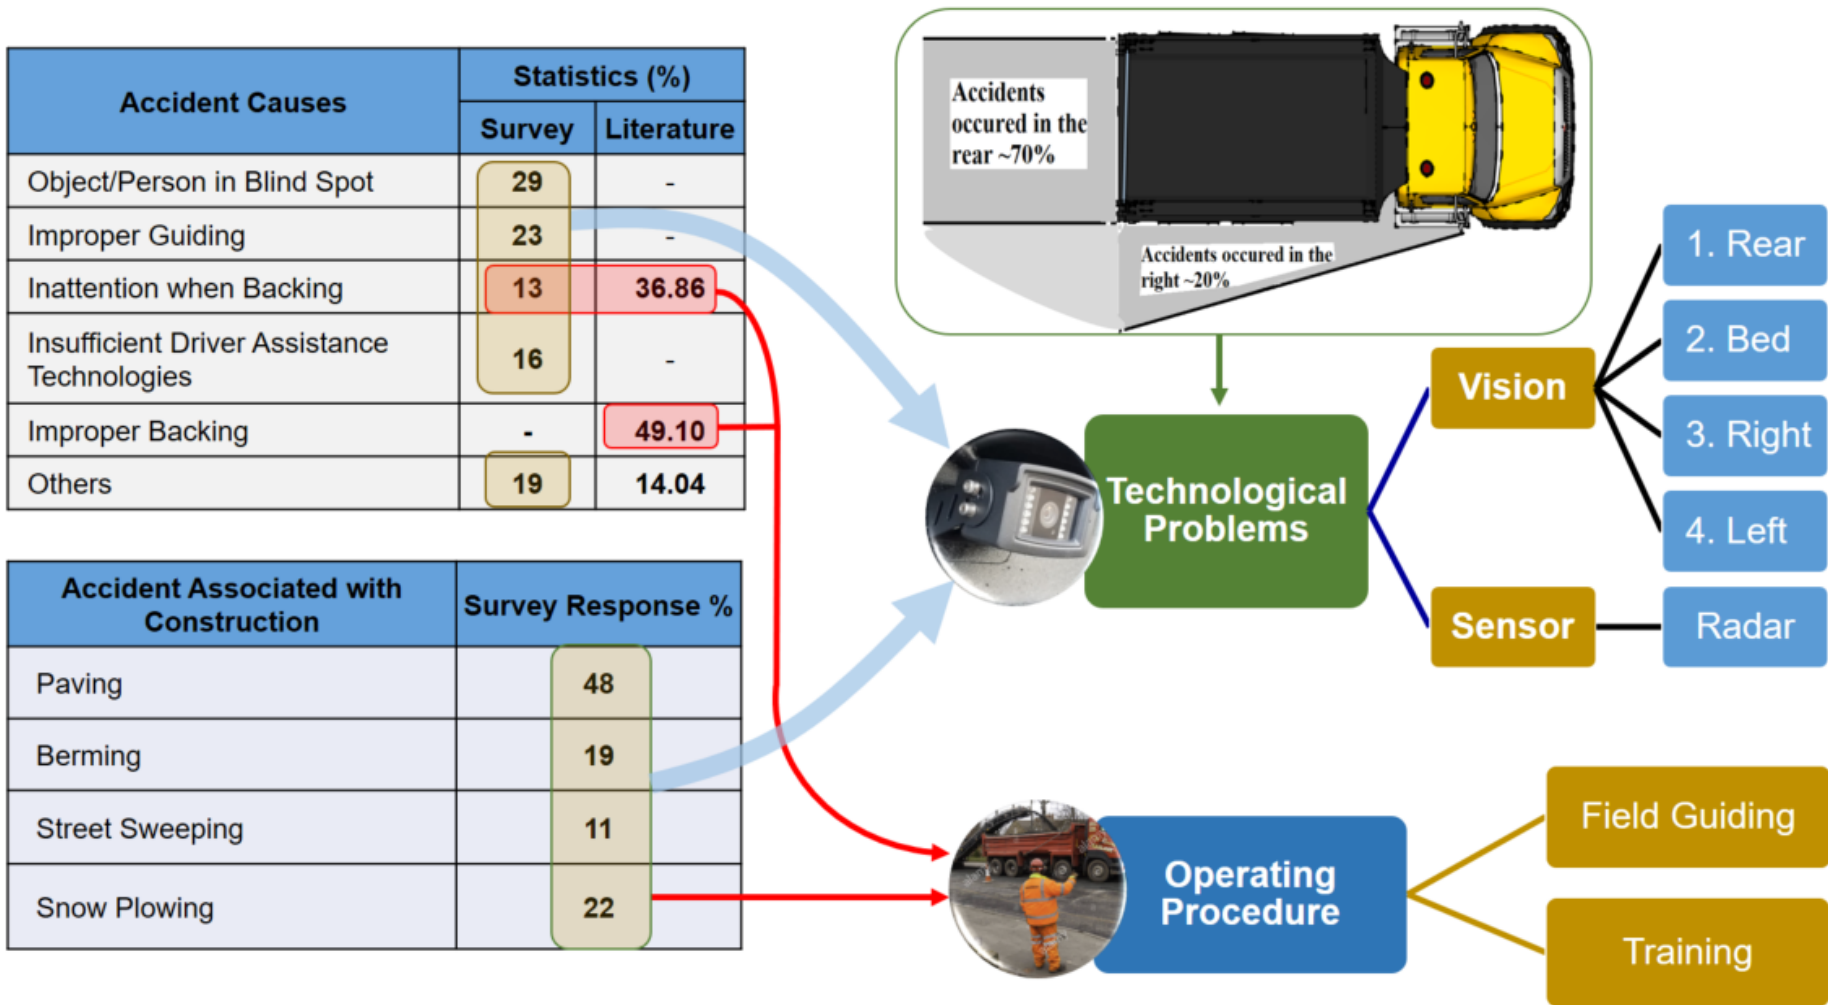 Accident Causes
Statistics (%)
Survey
Literature
Object/Person in Blind Spot
29
-
Improper Guiding
23
-
Inattention when Backing
13
36.86
Insufficient Driver Assistance
Technologies
16
-
Improper Backing
-
49.10
Others
19
14.04
Accident Associated with
Construction
Survey Response %
Paving
48
Berming
19
Street Sweeping
11
Snow Plowing
22
Accidents
occured in the
rear ~70%
Accidents occured in the
right ~20%
Technological
Problems
Vision
1. Rear
2. Bed
3. Right
4. Left
Sensor
Radar
Operating
Procedure
Field Guiding
Training